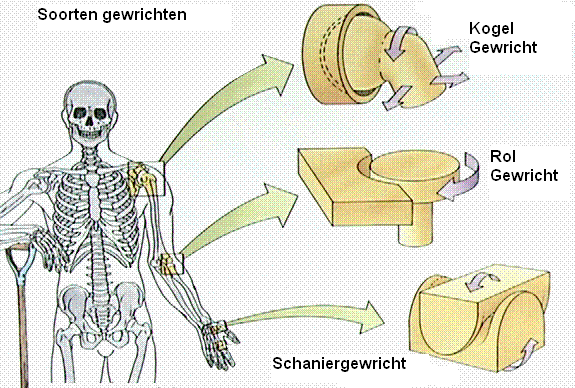 Soorten gewrichten
Kogel
Gewricht
Rol
Gewricht
Schaniergewricht